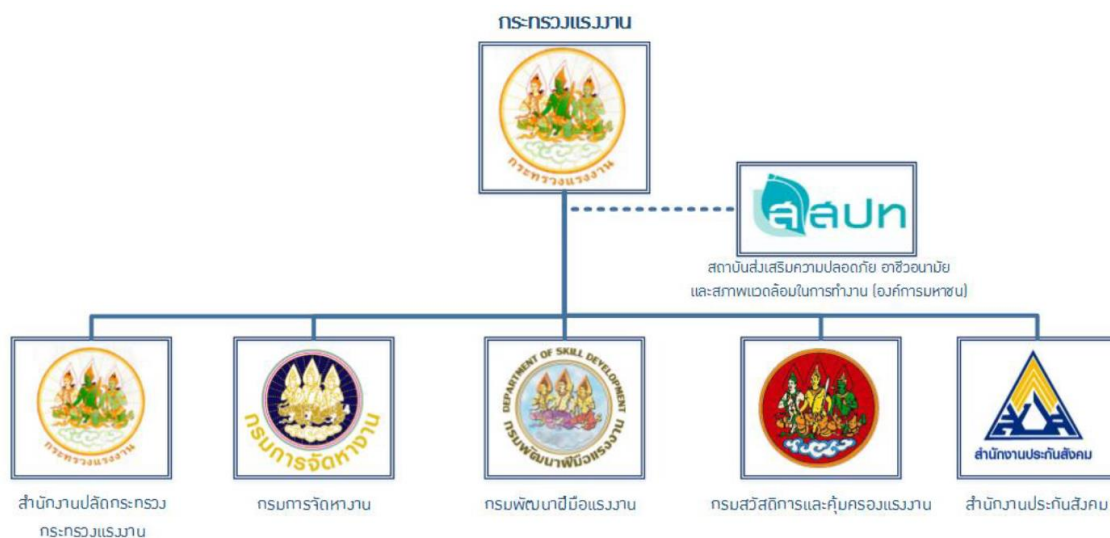 กระทรวงแรงงาน
กระทรวงแรงงาน
สสปท
สถาบันส่งเสริมความปลอดภัย อาชีวอนามัย
และสภาพแวดล้อมในการทำงาน (องค์การมหาชน)
กระทรวงแรงงาน
กรมการจัดหางาน
DEPARTMENT OF SKILL DEVELOPMENT
กรมพัฒนาฝีมือแรงงาน
สปส
สำนักงานประกันสังคม
สำนักงานปลัดกระทรวง
กระทรวงแรงงาน
กรมการจัดหางาน
กรมพัฒนาฝีมือแรงงาน
กรมสวัสดิการและคุ้มครองแรงงาน
สำนักงานประกันสังคม